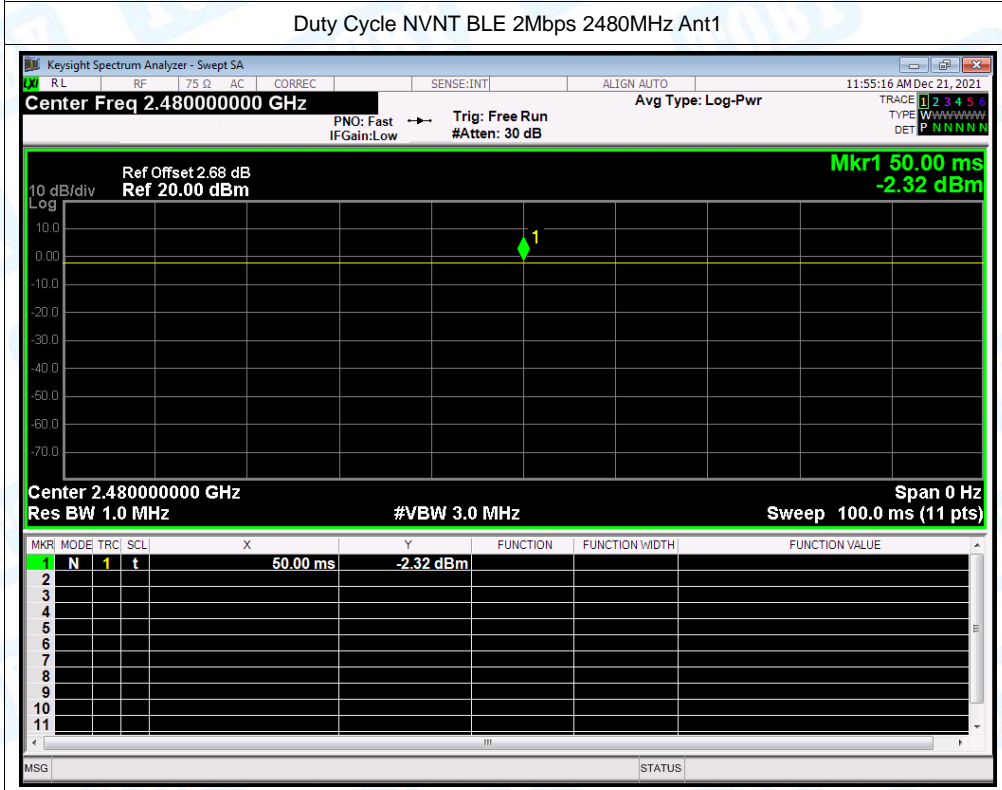 Duty Cycle NVNT BLE 2Mbps 2480MHz Ant1
Keysight Spectrum Analyzer - Swept SA
LXI RL RF 75 Ω AC CORREC SENSE:INT ALIGN AUTO 11:55:16 AM Dec 21, 2021
Center Freq 2.480000000 GHz Avg Type: Log-Pwr TRACE 1 2 3 4 5 6
PNO: Fast Trig: Free Run TYPE WWWWWW
IFGain:Low #Atten: 30 dB DET P N N N N N
Mkr1 50.00 ms
Ref Offset 2.68 dB
10 dB/div Ref 20.00 dBm -2.32 dBm
Log
10.0
1
0.00
-10.0
-20.0
-30.0
-40.0
-50.0
-60.0
-70.0
Center 2.480000000 GHz Span 0 Hz
Res BW 1.0 MHz #VBW 3.0 MHz Sweep 100.0 ms (11 pts)
MKR MODE TRC SCL X Y FUNCTION FUNCTION WIDTH FUNCTION VALUE
1 N 1 t 50.00 ms -2.32 dBm
2
3
4
5
6
7
8
9
10
11
MSG STATUS